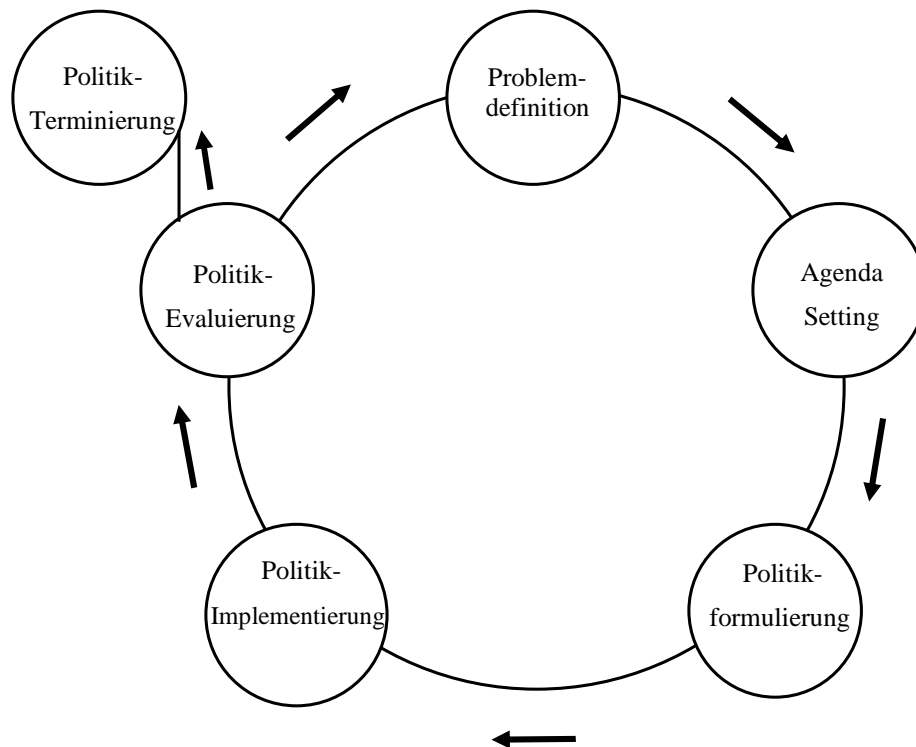 Politik-
Terminierung
Problem-
definition
Politik-
Evaluierung
Agenda
Setting
Politik-
Implementierung
Politik-
formulierung